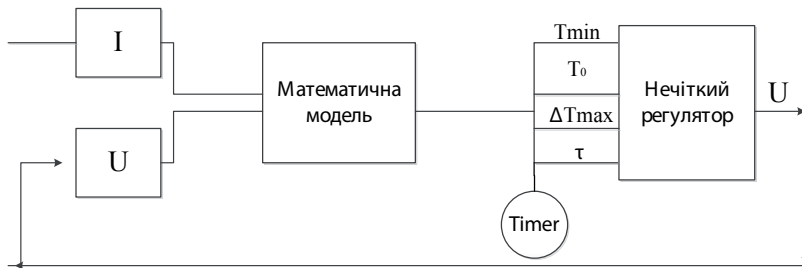 I
U
Математична
модель
Tmin
T₀
ΔTmax
τ
Timer
Нечіткий
регулятор
U